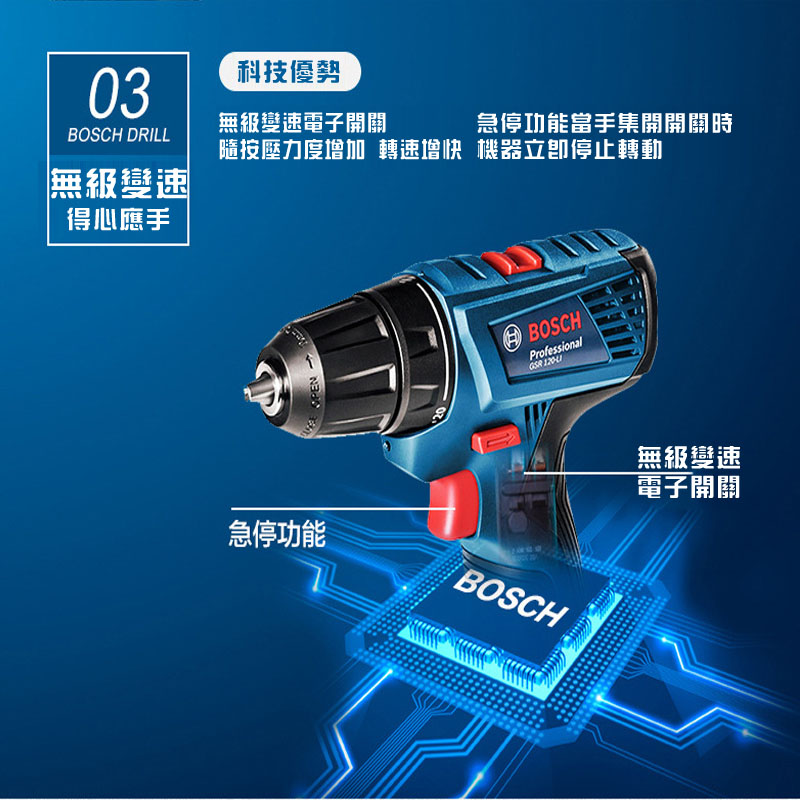 03
BOSCH DRILL
無級變速
得心應手
科技優勢
無級變速電子開關
隨按壓力度增加 轉速增快
急停功能當手集開開關時
機器立即停止轉動
BOSCH
Professional
GSR 120-LI
OPEN
20
無級變速
電子開關
急停功能
BOSCH